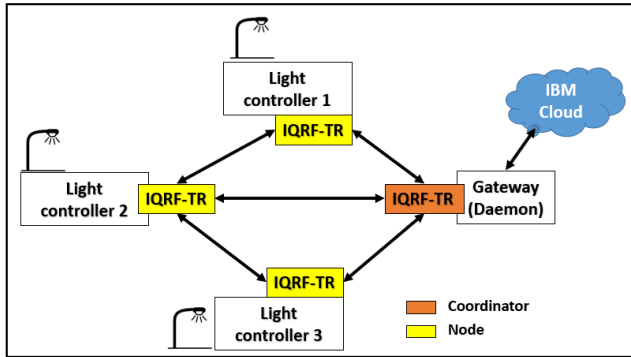 Light
controller 1
IQRF-TR
IBM
Cloud
Light
controller 2
IQRF-TR
IQRF-TR
Gateway
(Daemon)
IQRF-TR
Light
controller 3
Coordinator
Node